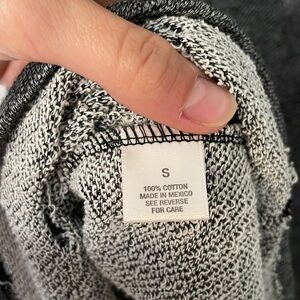 S
100% COTTON
MADE IN MEXICO
SEE REVERSE
FOR CARE